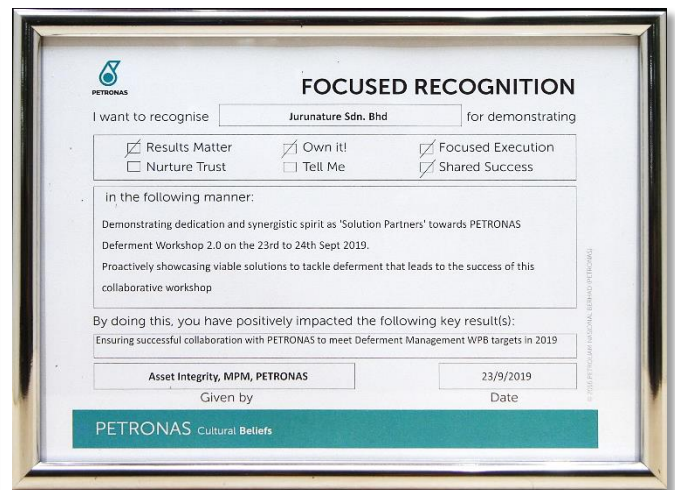 PETRONAS
FOCUSED RECOGNITION
I want to recognise Jurunature Sdn. Bhd for demonstrating
Results Matter Own it! Focused Execution
Nurture Trust Tell Me Shared Success
in the following manner:
Demonstrating dedication and synergistic spirit as 'Solution Partners' towards PETRONAS
Deferment Workshop 2.0 on the 23rd to 24th Sept 2019.
Proactively showcasing viable solutions to tackle deferment that leads to the success of this
collaborative workshop
By doing this, you have positively impacted the following key result(s):
Ensuring successful collaboration with PETRONAS to meet Deferment Management WPB targets in 2019
Asset Integrity, MPM, PETRONAS 23/9/2019
Given by Date
PETRONAS Cultural Beliefs
PETROLIAM NASIONAL BERHAD (PETRONAS)